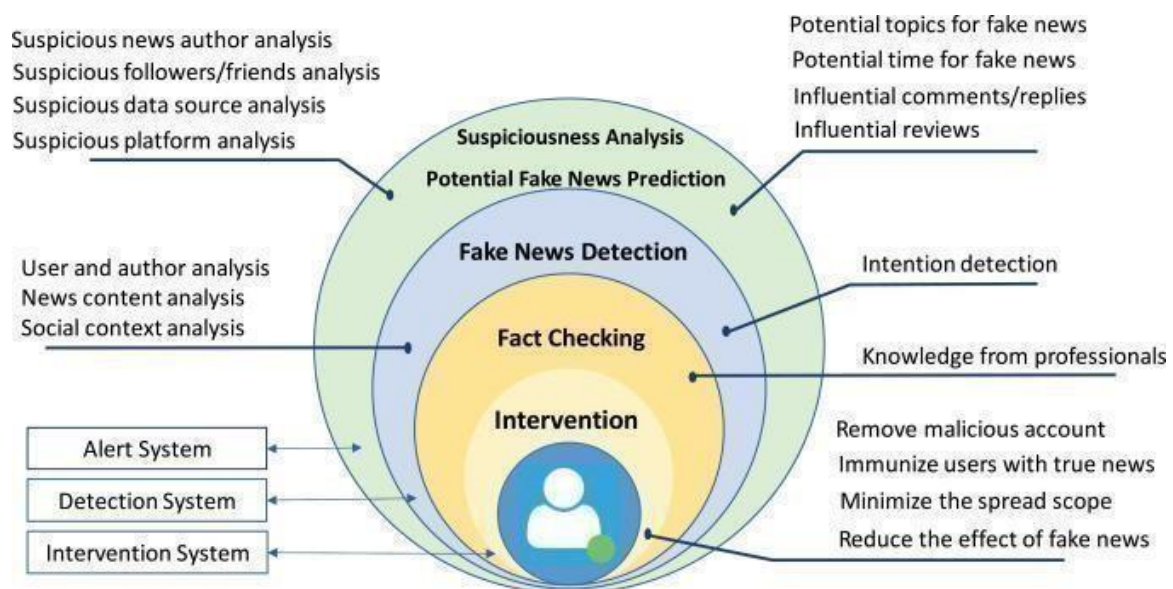 Suspicious news author analysis
Suspicious followers/friends analysis
Suspicious data source analysis
Suspicious platform analysis
Potential topics for fake news
Potential time for fake news
Influential comments/replies
Influential reviews
Suspiciousness Analysis
Potential Fake News Prediction
Fake News Detection
User and author analysis
News content analysis
Social context analysis
Intention detection
Fact Checking
Knowledge from professionals
Intervention
Alert System
Detection System
Intervention System
Remove malicious account
Immunize users with true news
Minimize the spread scope
Reduce the effect of fake news